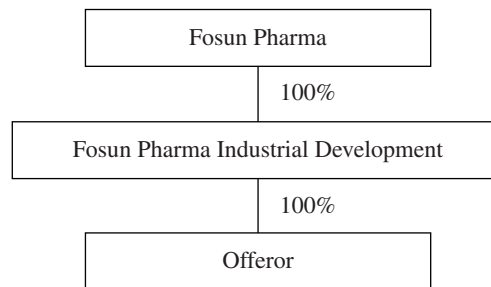 Fosun Pharma
100%
Fosun Pharma Industrial Development
100%
Offeror